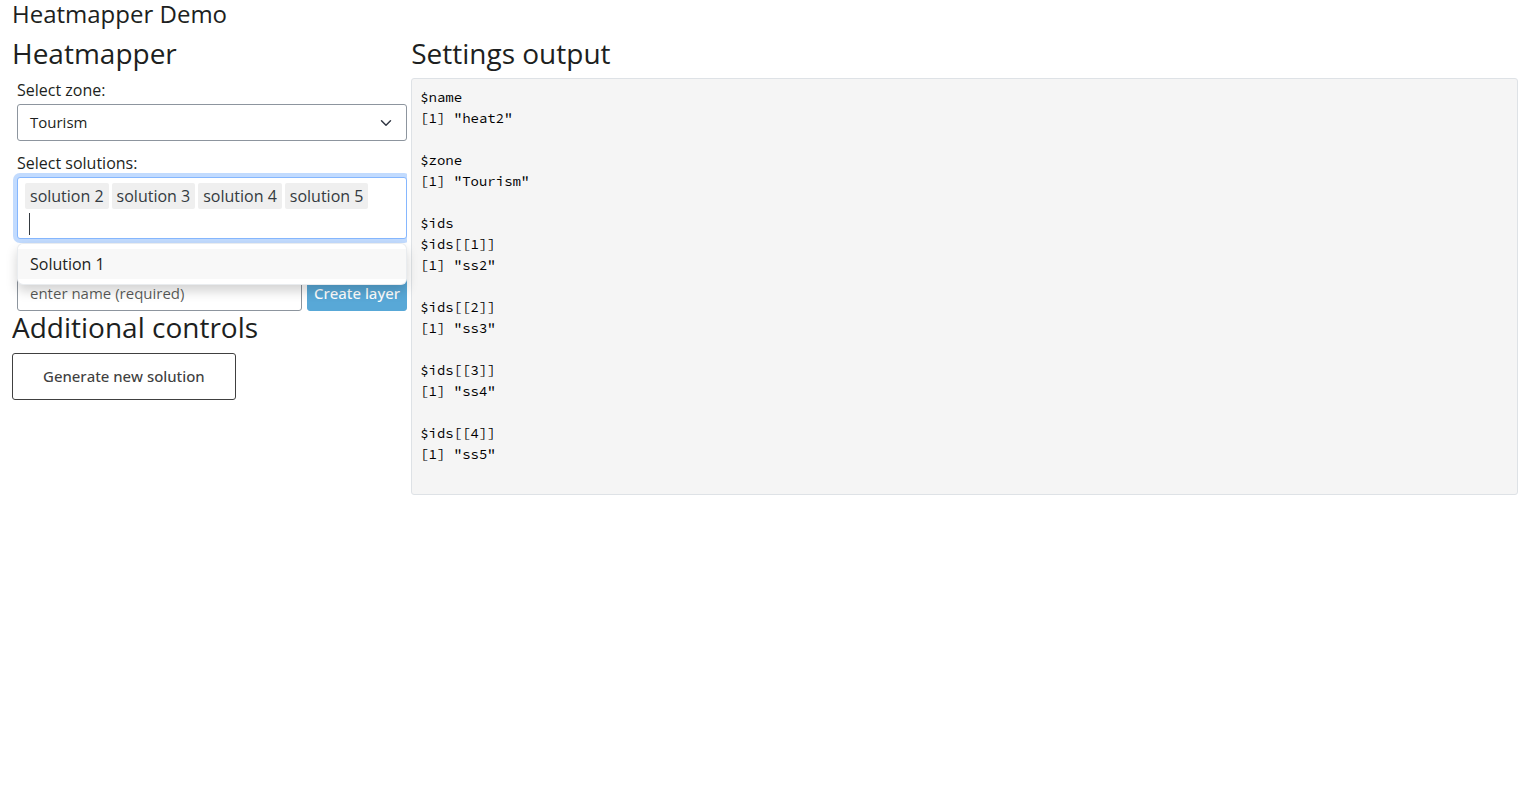 Heatmapper Demo
Heatmapper
Select zone:
Tourism
Select solutions:
solution 2 solution 3 solution 4 solution 5
Solution 1
enter name (required) Create layer
Additional controls
Generate new solution
Settings output
$name
[1] "heat2"
$zone
[1] "Tourism"
$ids
$ids[[1]]
[1] "ss2"
$ids[[2]]
[1] "ss3"
$ids[[3]]
[1] "ss4"
$ids[[4]]
[1] "ss5"